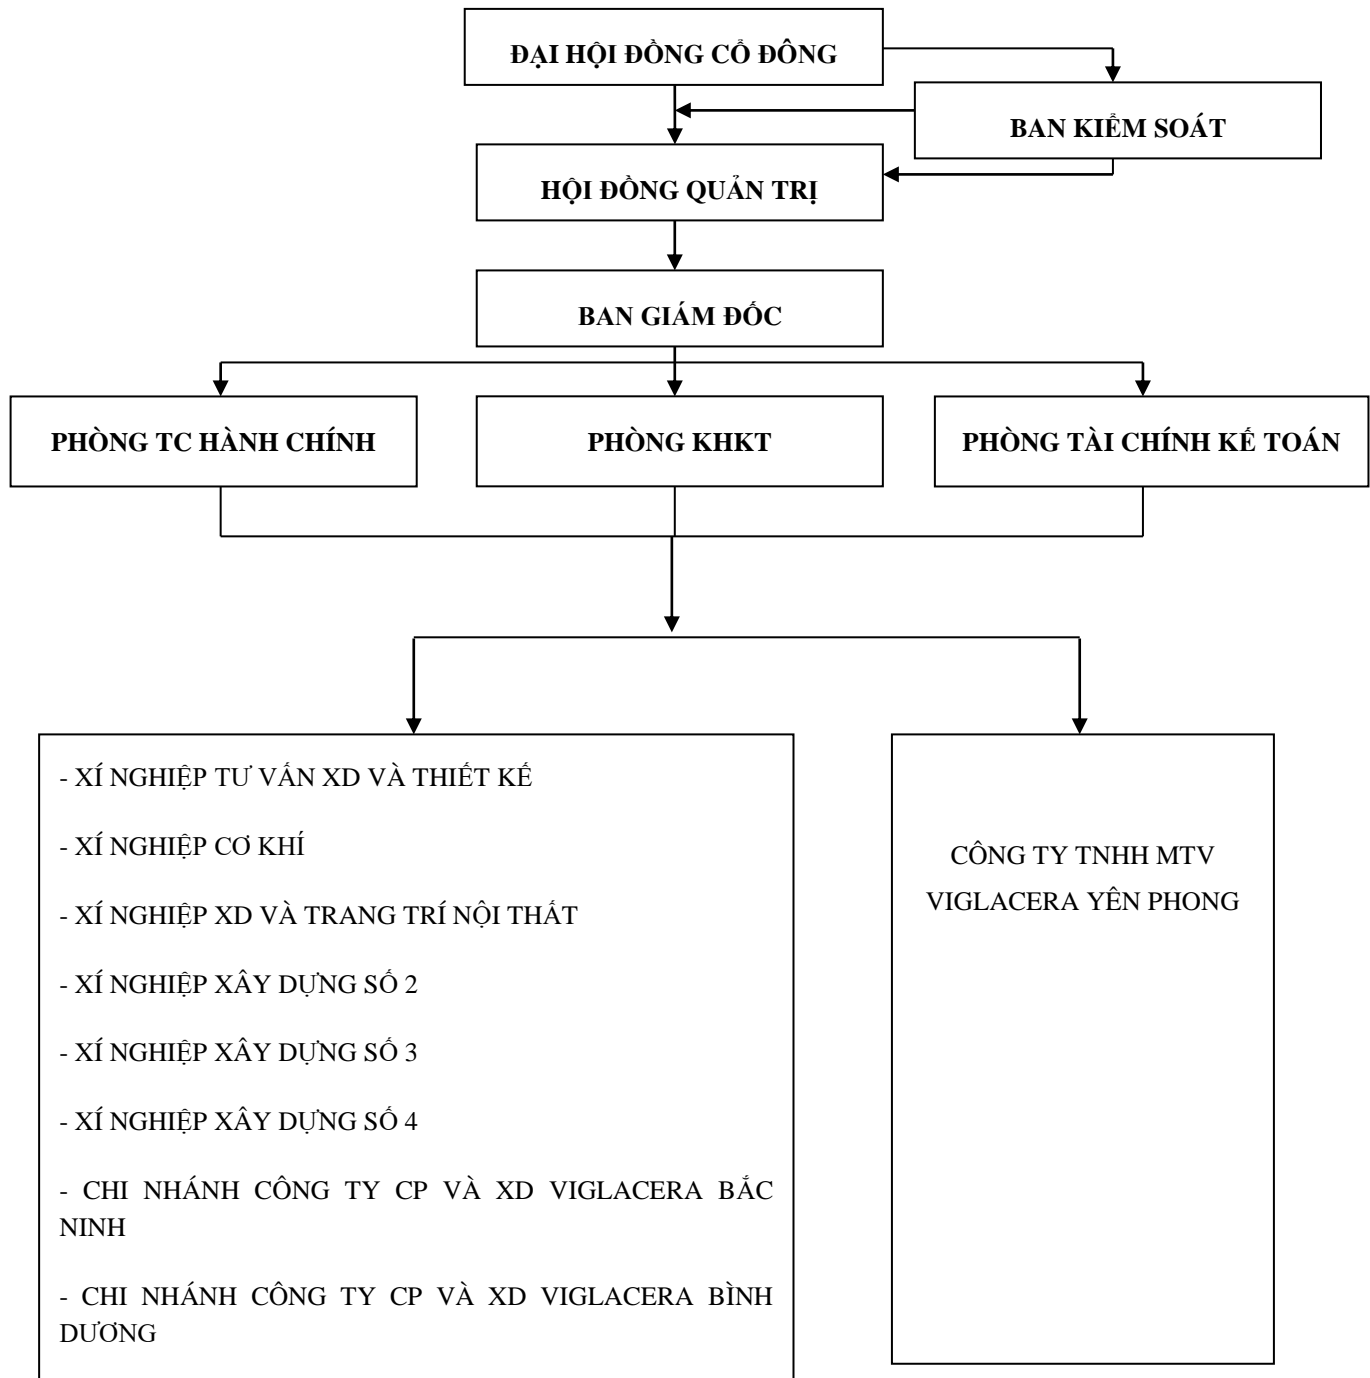 ĐẠI HỘI ĐỒNG CỔ ĐÔNG
BAN KIỂM SOÁT
HỘI ĐỒNG QUẢN TRỊ
BAN GIÁM ĐỐC
PHÒNG TC HÀNH CHÍNH
PHÒNG KHKT
PHÒNG TÀI CHÍNH KẾ TOÁN
- XÍ NGHIỆP TƯ VẤN XD VÀ THIẾT KẾ
- XÍ NGHIỆP CƠ KHÍ
- XÍ NGHIỆP XD VÀ TRANG TRÍ NỘI THẤT
- XÍ NGHIỆP XÂY DỰNG SỐ 2
- XÍ NGHIỆP XÂY DỰNG SỐ 3
- XÍ NGHIỆP XÂY DỰNG SỐ 4
- CHI NHÁNH CÔNG TY CP VÀ XD VIGLACERA BẮC
NINH
- CHI NHÁNH CÔNG TY CP VÀ XD VIGLACERA BÌNH
DƯƠNG
CÔNG TY TNHH MTV
VIGLACERA YÊN PHONG